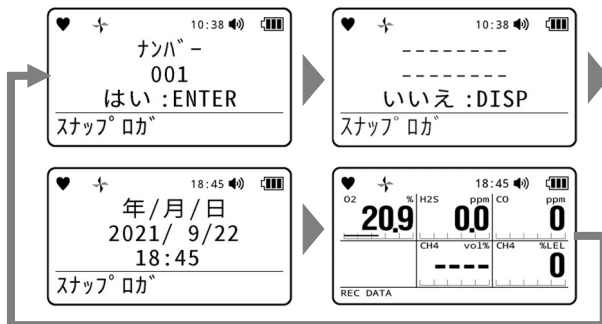 10:38
ナンバー
001
はい:ENTER
スナップロガ
10:38
--------
--------
いいえ:DISP
スナップロガ
18:45
年/月/日
2021/ 9/22
18:45
スナップロガ
18:45
O2 % H2S ppm CO ppm
20.9 0.0 0
CH4 vol% CH4 %LEL
---- 0
REC DATA